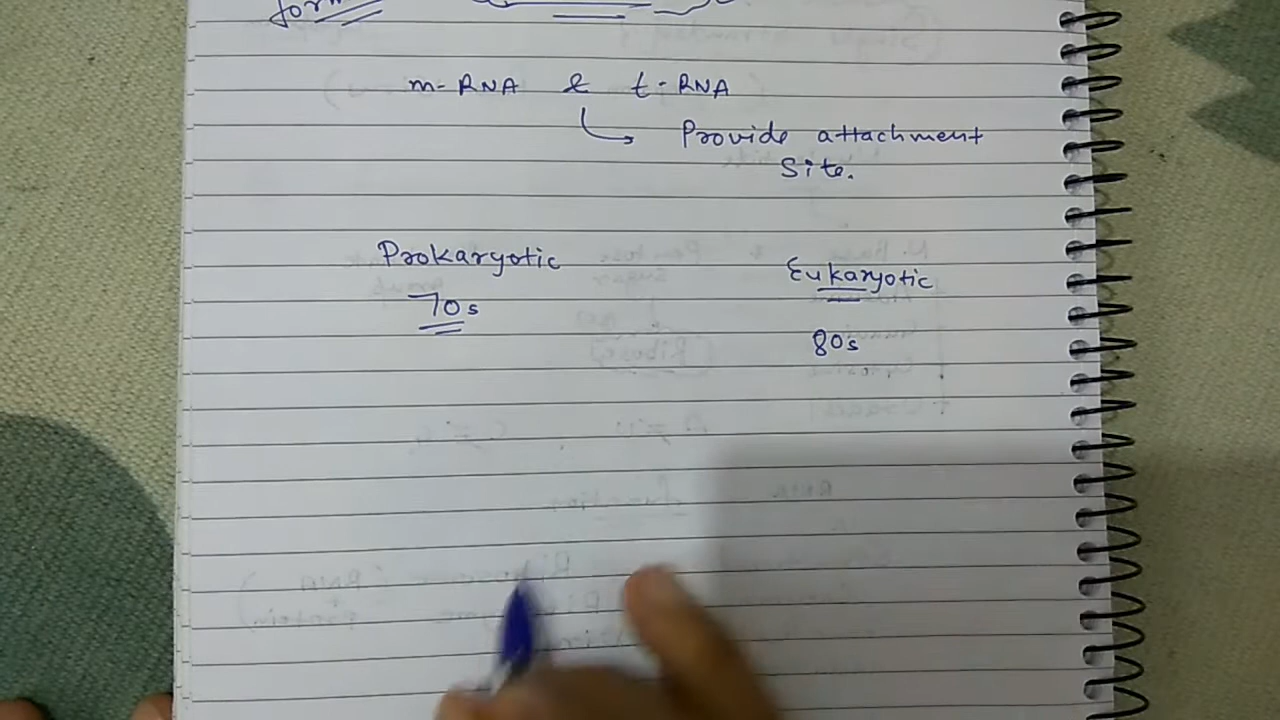 m-RNA & t-RNA
Provide attachment
Site.
Prokaryotic
Eukaryotic
70s
80s